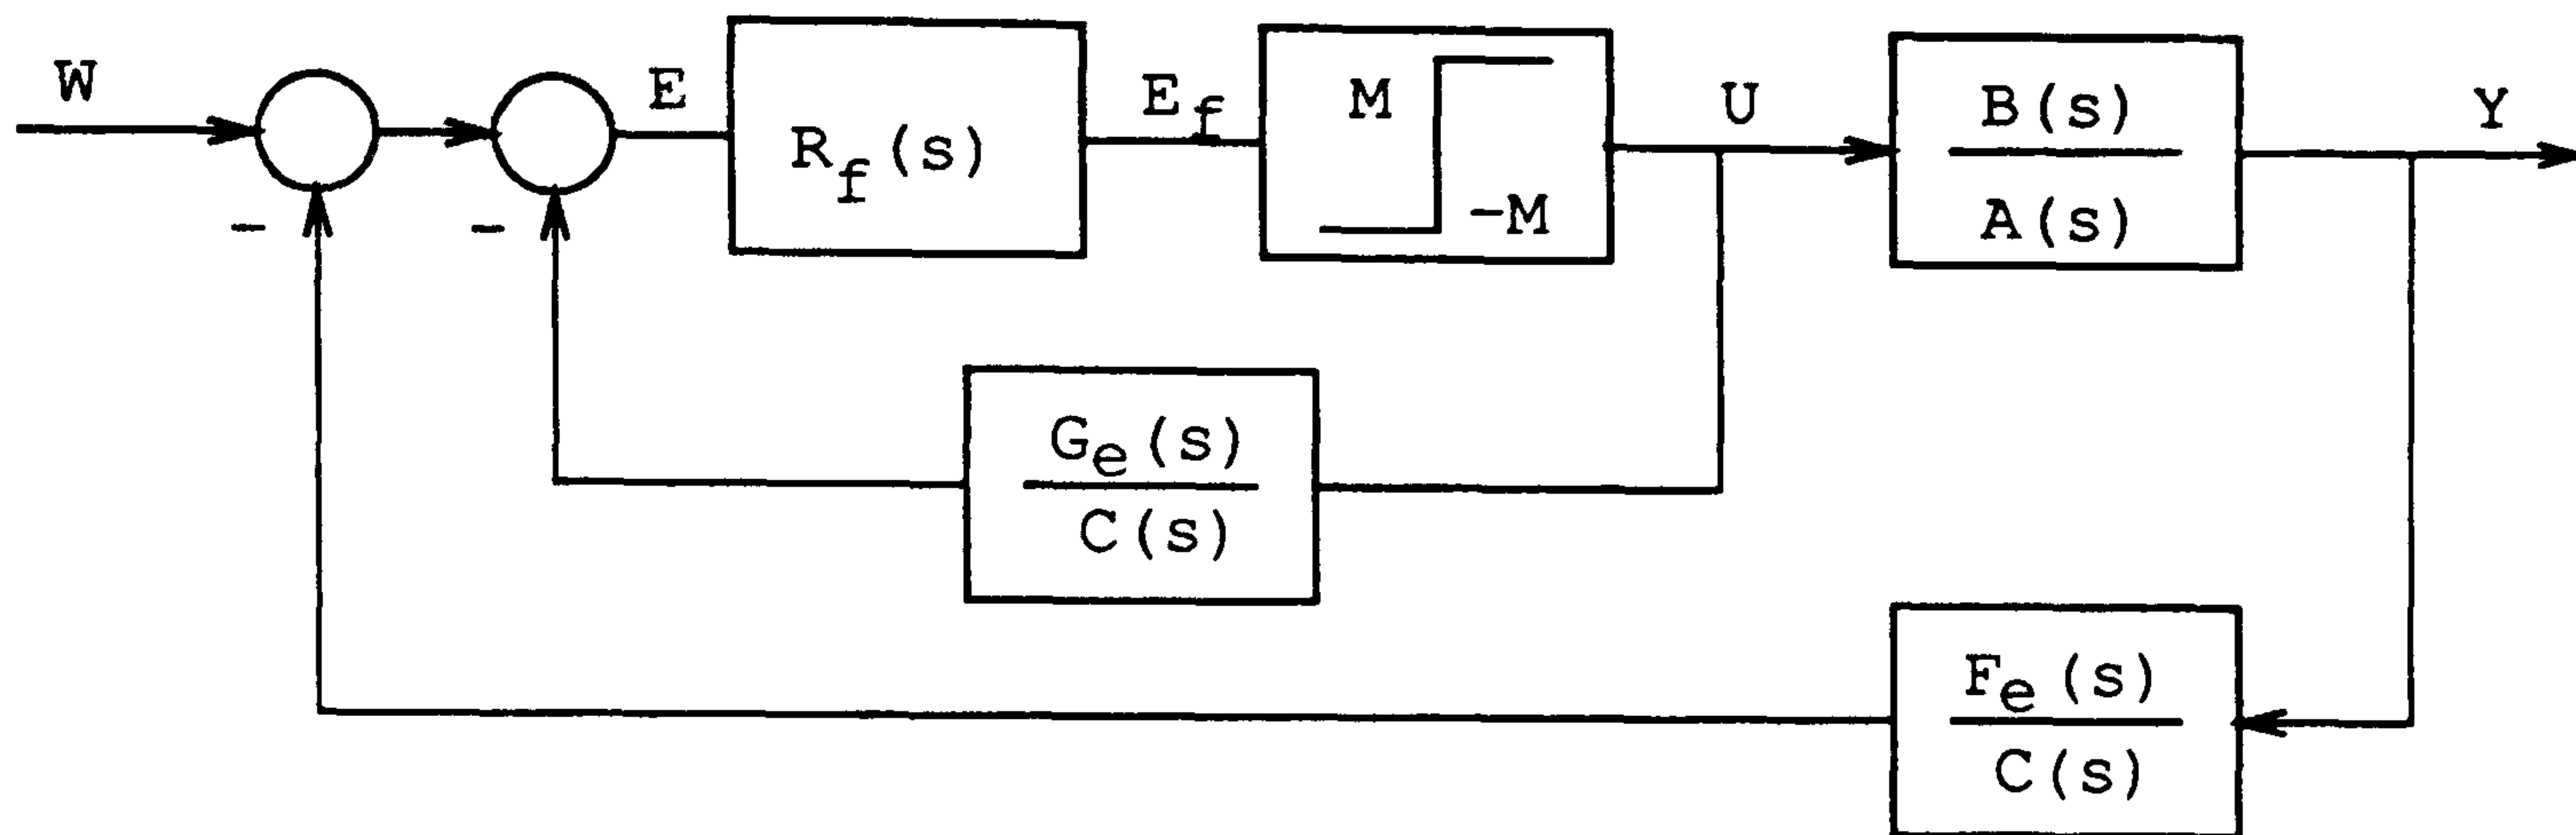 W
E
R_f(s)
E_f
M
-M
U
B(s)
A(s)
Y
-
-
G_e(s)
C(s)
F_e(s)
C(s)